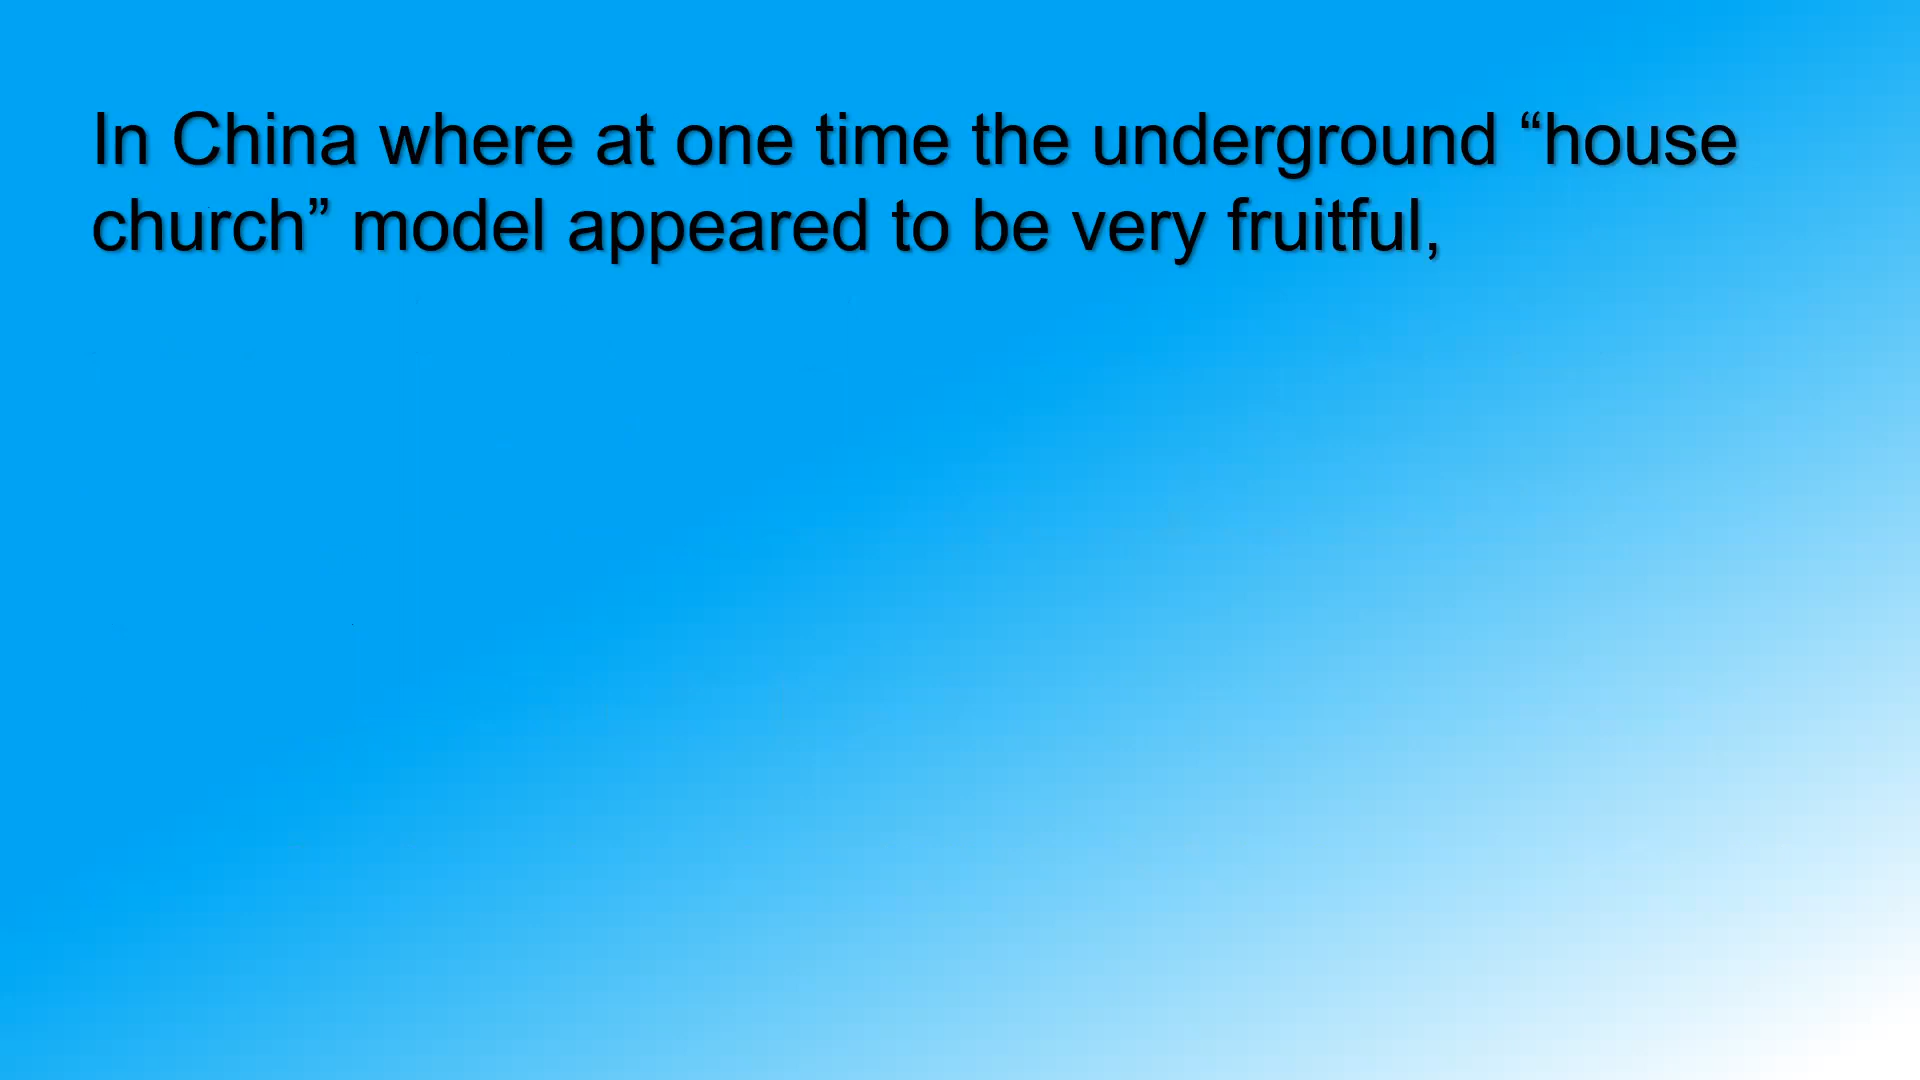 In China where at one time the underground “house
church” model appeared to be very fruitful,